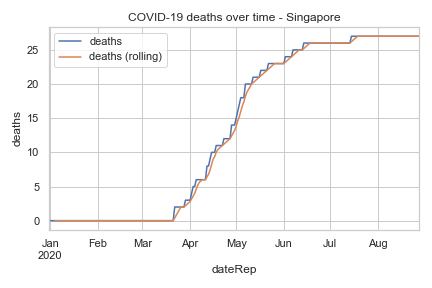 COVID-19 deaths over time - Singapore
deaths
deaths (rolling)
deaths
25
20
15
10
5
0
Jan Feb Mar Apr May Jun Jul Aug
2020
dateRep